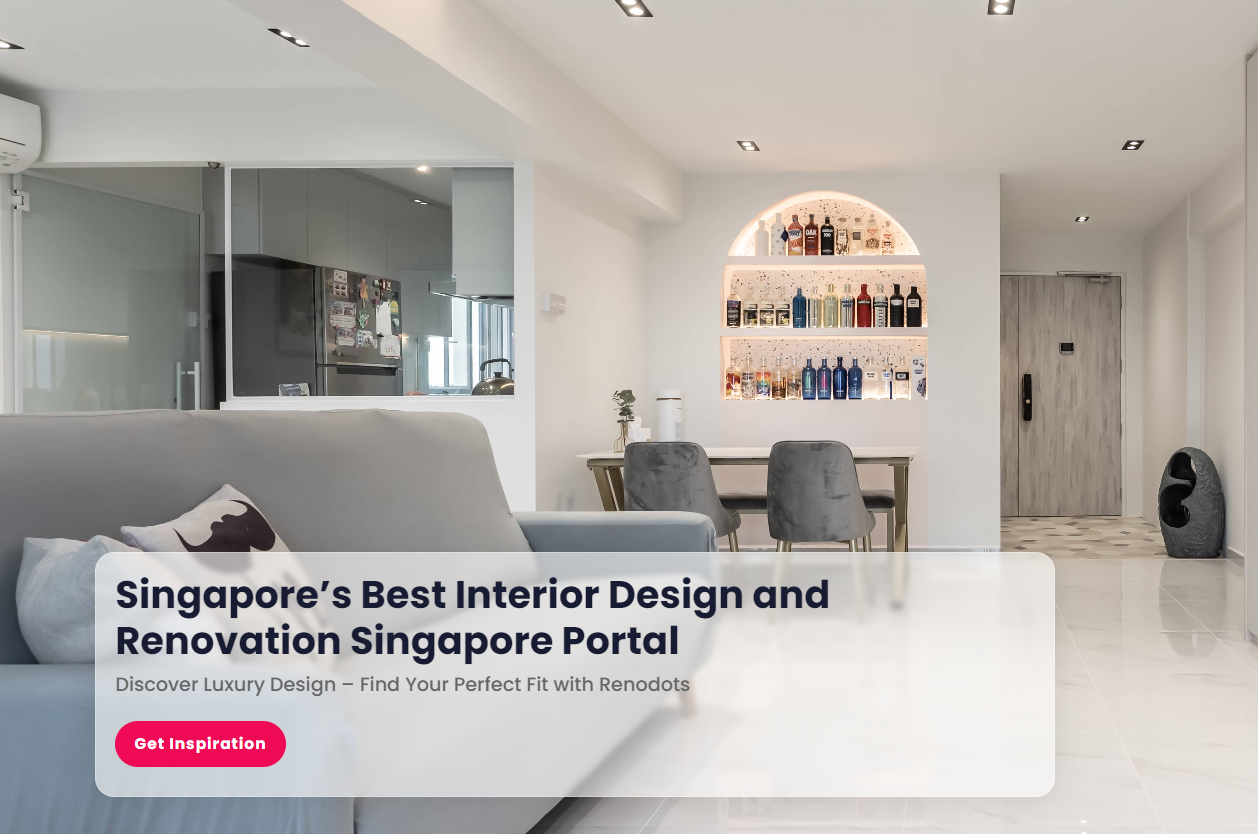 Singapore’s Best Interior Design and
Renovation Singapore Portal
Discover Luxury Design – Find Your Perfect Fit with Renodots
Get Inspiration